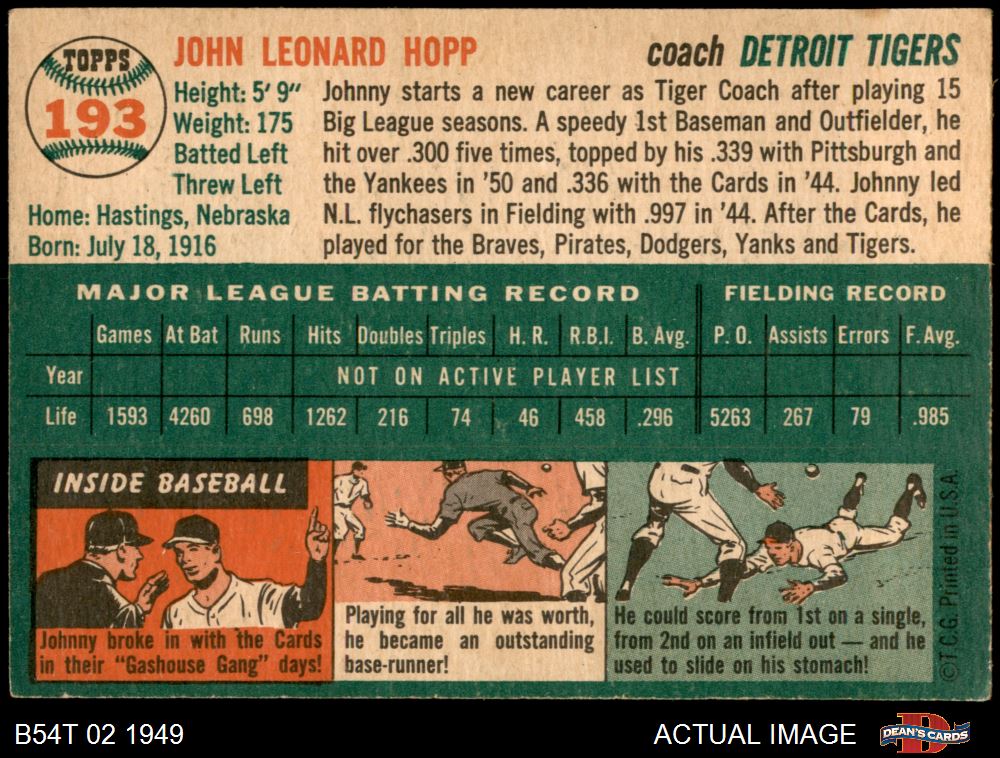 TOPPS
193
JOHN LEONARD HOPP
coach DETROIT TIGERS
Height: 5' 9"
Weight: 175
Batted Left
Threw Left
Home: Hastings, Nebraska
Born: July 18, 1916
Johnny starts a new career as Tiger Coach after playing 15
Big League seasons. A speedy 1st Baseman and Outfielder, he
hit over .300 five times, topped by his .339 with Pittsburgh and
the Yankees in '50 and .336 with the Cards in '44. Johnny led
N.L. flychasers in Fielding with .997 in '44. After the Cards, he
played for the Braves, Pirates, Dodgers, Yanks and Tigers.
MAJOR LEAGUE BATTING RECORD FIELDING RECORD
Games At Bat Runs Hits Doubles Triples H. R. R.B.I. B. Avg. P. O. Assists Errors F. Avg.
Year NOT ON ACTIVE PLAYER LIST
Life 1593 4260 698 1262 216 74 46 458 .296 5263 267 79 .985
INSIDE BASEBALL
Johnny broke in with the Cards
in their "Gashouse Gang" days!
Playing for all he was worth,
he became an outstanding
base-runner!
He could score from 1st on a single,
from 2nd on an infield out — and he
used to slide on his stomach!
©T.C.G. Printed in U.S.A.
B54T 02 1949
ACTUAL IMAGE
D
DEAN'S CARDS